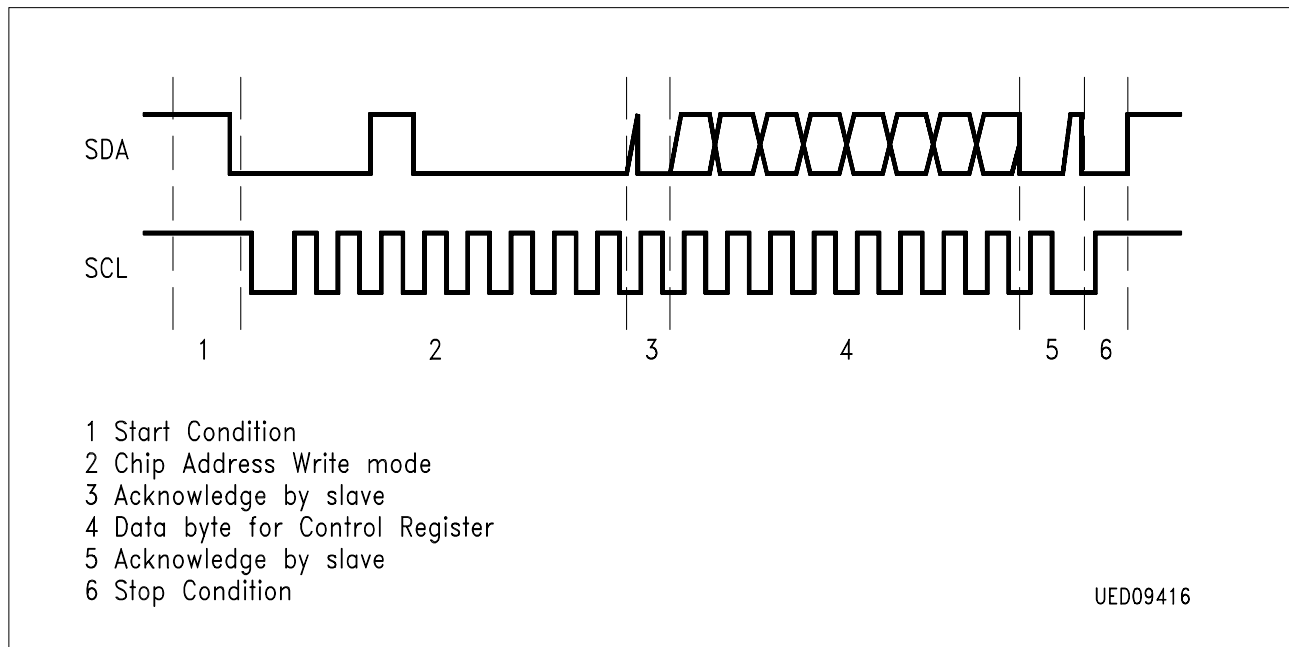 SDA
SCL
1 2 3 4 5 6
1 Start Condition
2 Chip Address Write mode
3 Acknowledge by slave
4 Data byte for Control Register
5 Acknowledge by slave
6 Stop Condition
UED09416